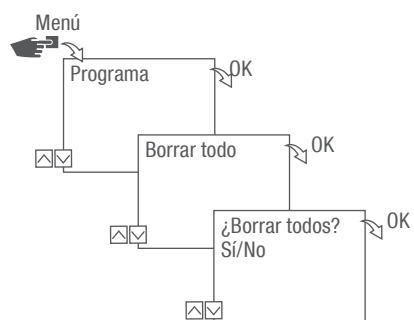 Menú
Programa
OK
Borrar todo
OK
¿Borrar todos?
Sí/No
OK